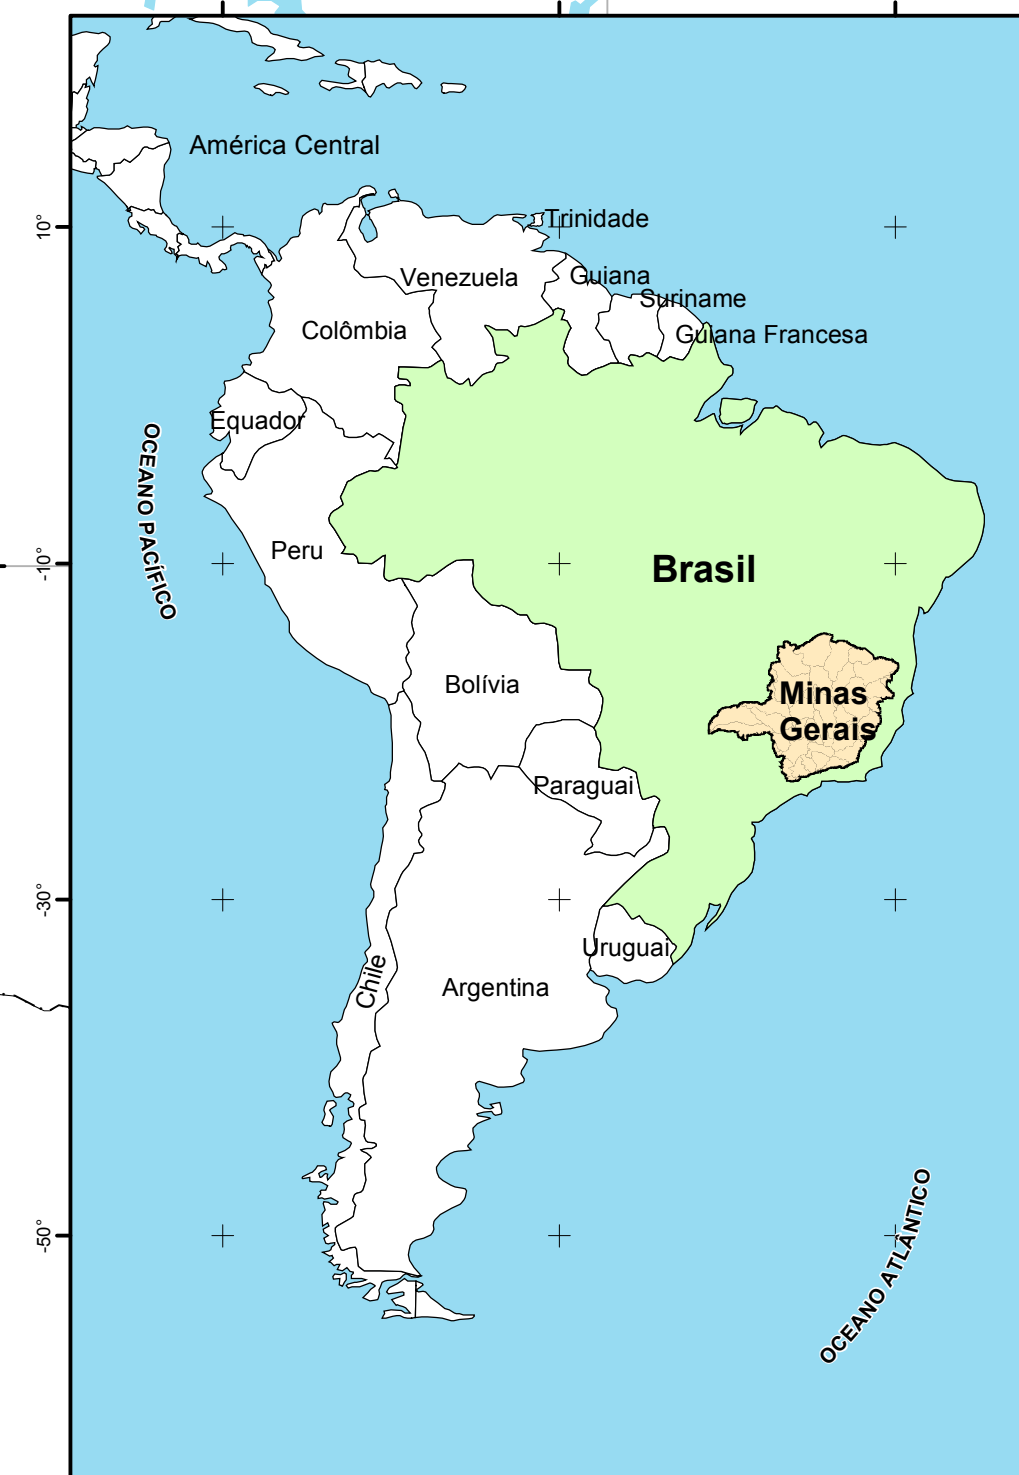 América Central
10°
Trinidade
Venezuela
Guiana
Suriname
Colômbia
Guiana Francesa
Equador
OCEANO PACÍFICO
Peru
-10°
Brasil
Bolívia
Minas
Gerais
Paraguai
-30°
Uruguai
Chile
Argentina
-50°
OCEANO ATLÂNTICO